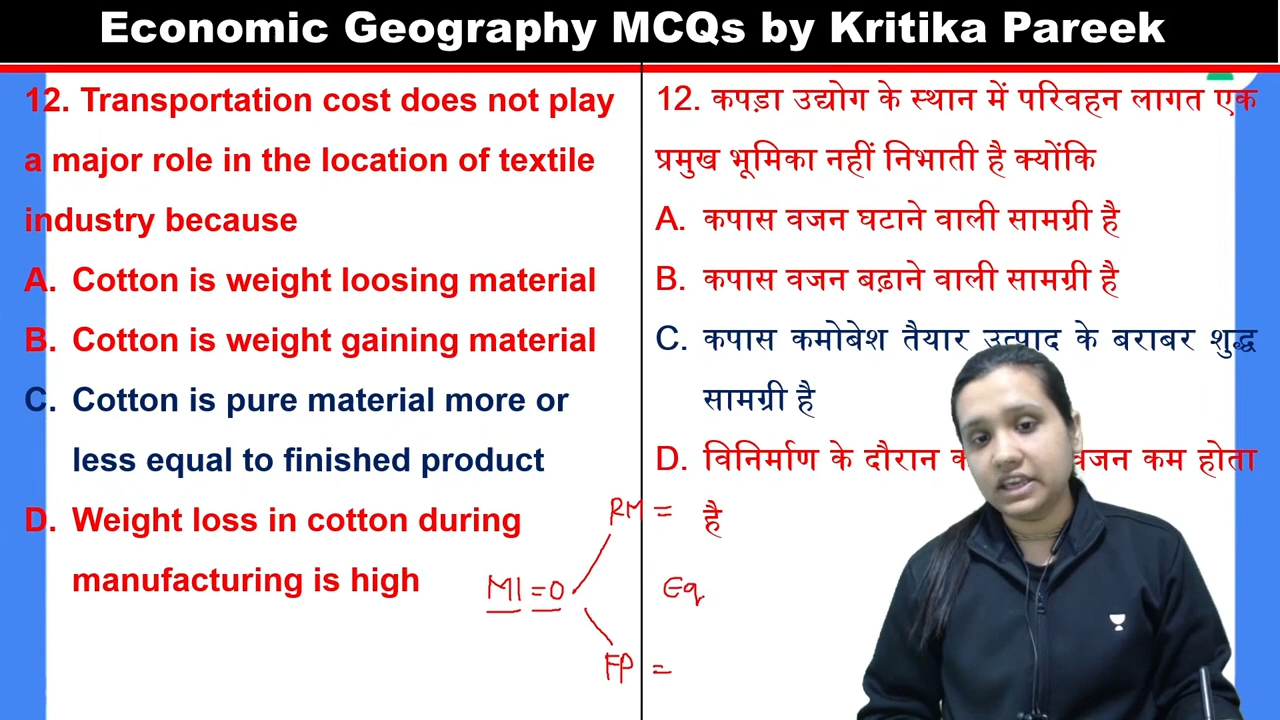 Economic Geography MCQs by Kritika Pareek
12. Transportation cost does not play
a major role in the location of textile
industry because
A. Cotton is weight loosing material
B. Cotton is weight gaining material
C. Cotton is pure material more or
less equal to finished product
D. Weight loss in cotton during
manufacturing is high
12. कपड़ा उद्योग के स्थान में परिवहन लागत एक
प्रमुख भूमिका नहीं निभाती है क्योंकि
A. कपास वजन घटाने वाली सामग्री है
B. कपास वजन बढ़ाने वाली सामग्री है
C. कपास कमोबेश तैयार उत्पाद के बराबर शुद्ध
सामग्री है
D. विनिर्माण के दौरान वजन कम होता
है
RM =
MI = 0
Eq
FP =